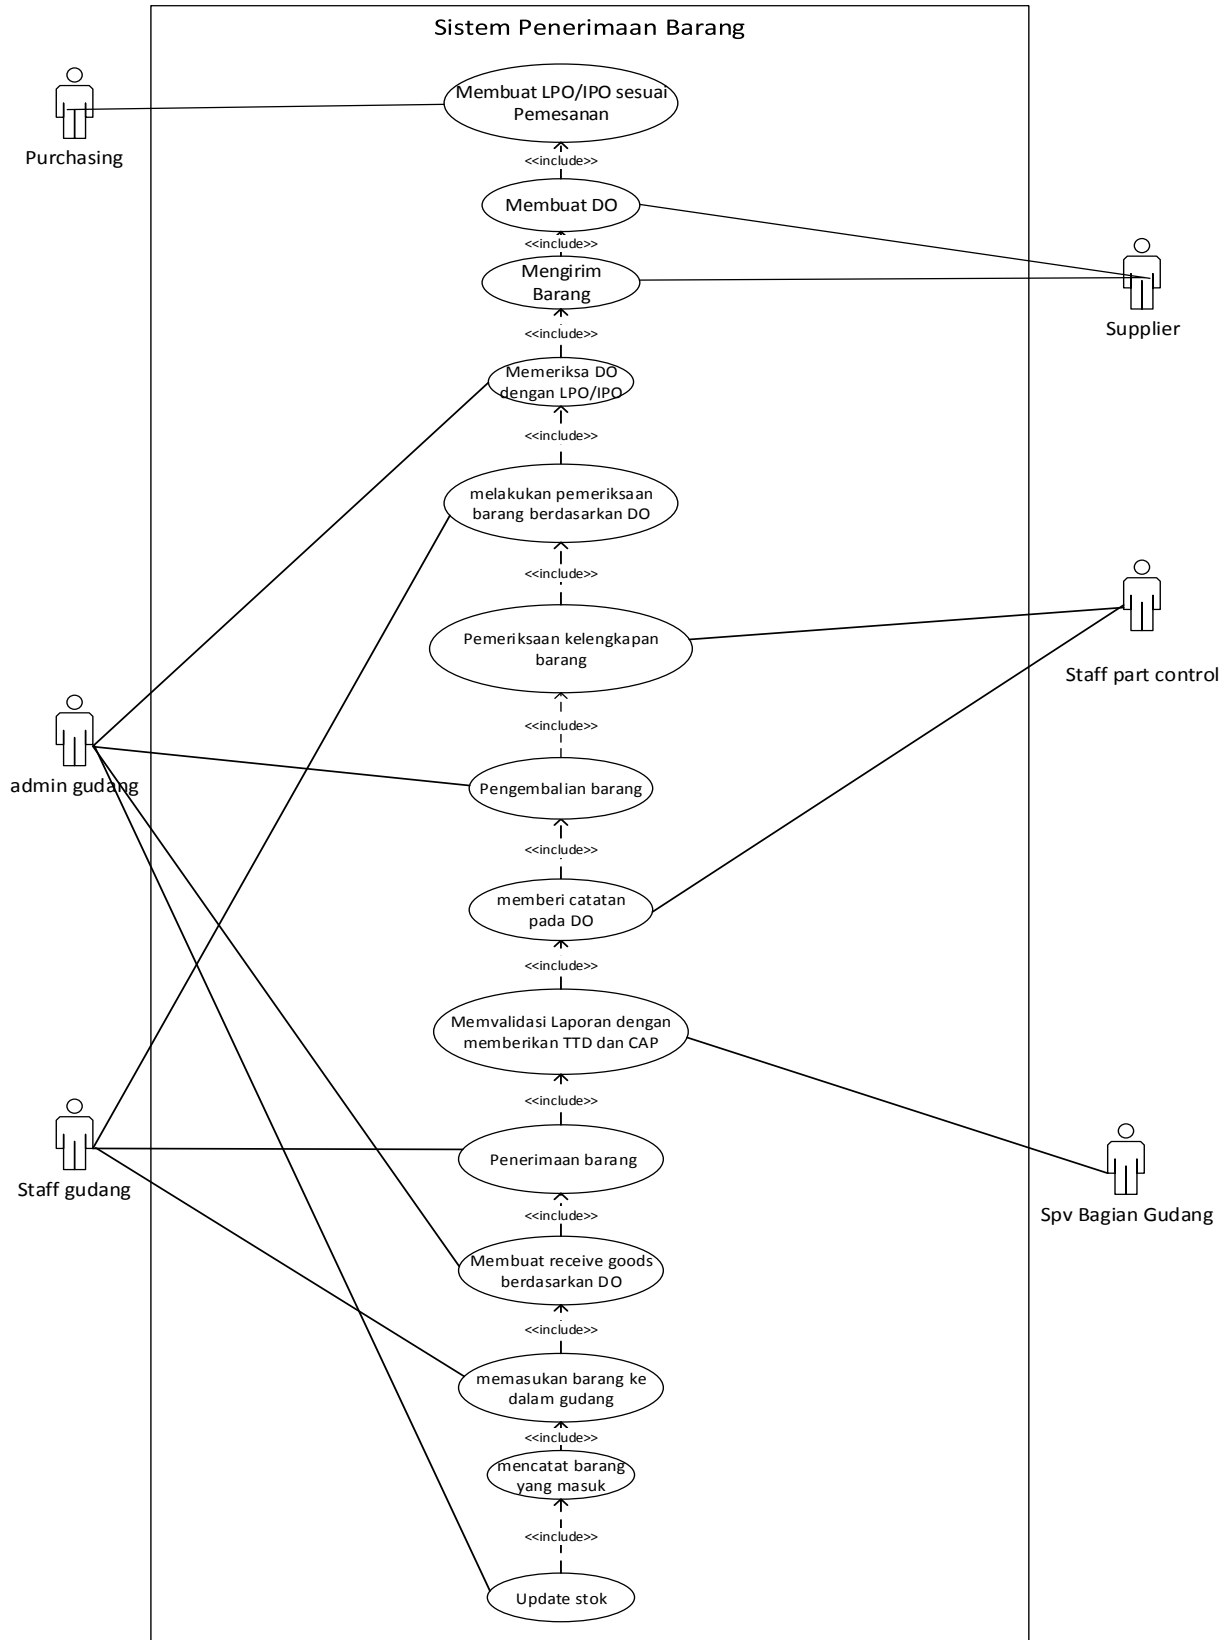 Sistem Penerimaan Barang
Membuat LPO/IPO sesuai
Pemesanan
Purchasing
<<include>>
Membuat DO
<<include>>
Mengirim
Barang
Supplier
<<include>>
Memeriksa DO
dengan LPO/IPO
<<include>>
melakukan pemeriksaan
barang berdasarkan DO
<<include>>
Pemeriksaan kelengkapan
barang
Staff part control
<<include>>
admin gudang
Pengembalian barang
<<include>>
memberi catatan
pada DO
<<include>>
Memvalidasi Laporan dengan
memberikan TTD dan CAP
<<include>>
Penerimaan barang
Staff gudang
Spv Bagian Gudang
<<include>>
Membuat receive goods
berdasarkan DO
<<include>>
memasukan barang ke
dalam gudang
<<include>>
mencatat barang
yang masuk
<<include>>
Update stok